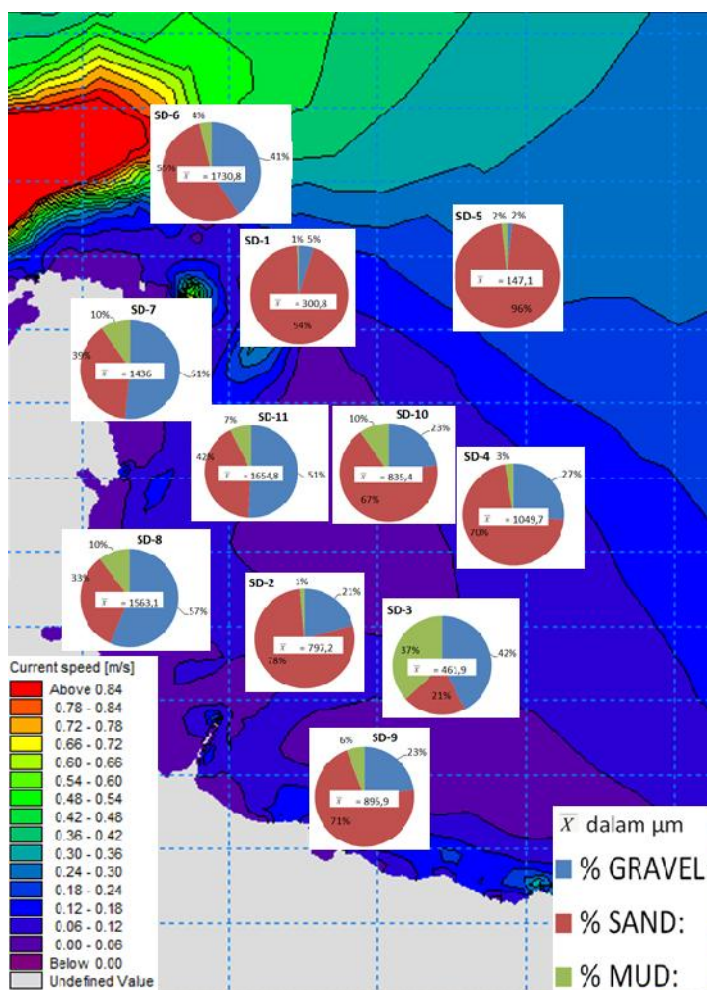 SD-6
4%
41%
55%
X̄ = 1730,8
SD-1
1%
5%
X̄ = 300,8
94%
SD-5
2%
2%
X̄ = 147,1
96%
SD-7
10%
39%
51%
X̄ = 1436
SD-11
7%
42%
51%
X̄ = 1654,8
SD-10
10%
23%
X̄ = 835,4
67%
SD-4
3%
27%
X̄ = 1049,7
70%
SD-8
10%
33%
X̄ = 1563,1
57%
SD-2
1%
21%
X̄ = 797,2
78%
SD-3
42%
37%
X̄ = 461,9
21%
SD-9
6%
23%
X̄ = 895,9
71%
Current speed [m/s]
Above 0.84
0.78 - 0.84
0.72 - 0.78
0.66 - 0.72
0.60 - 0.66
0.54 - 0.60
0.48 - 0.54
0.42 - 0.48
0.36 - 0.42
0.30 - 0.36
0.24 - 0.30
0.18 - 0.24
0.12 - 0.18
0.06 - 0.12
0.00 - 0.06
Below 0.00
Undefined Value
X̄ dalam µm
% GRAVEL
% SAND:
% MUD: